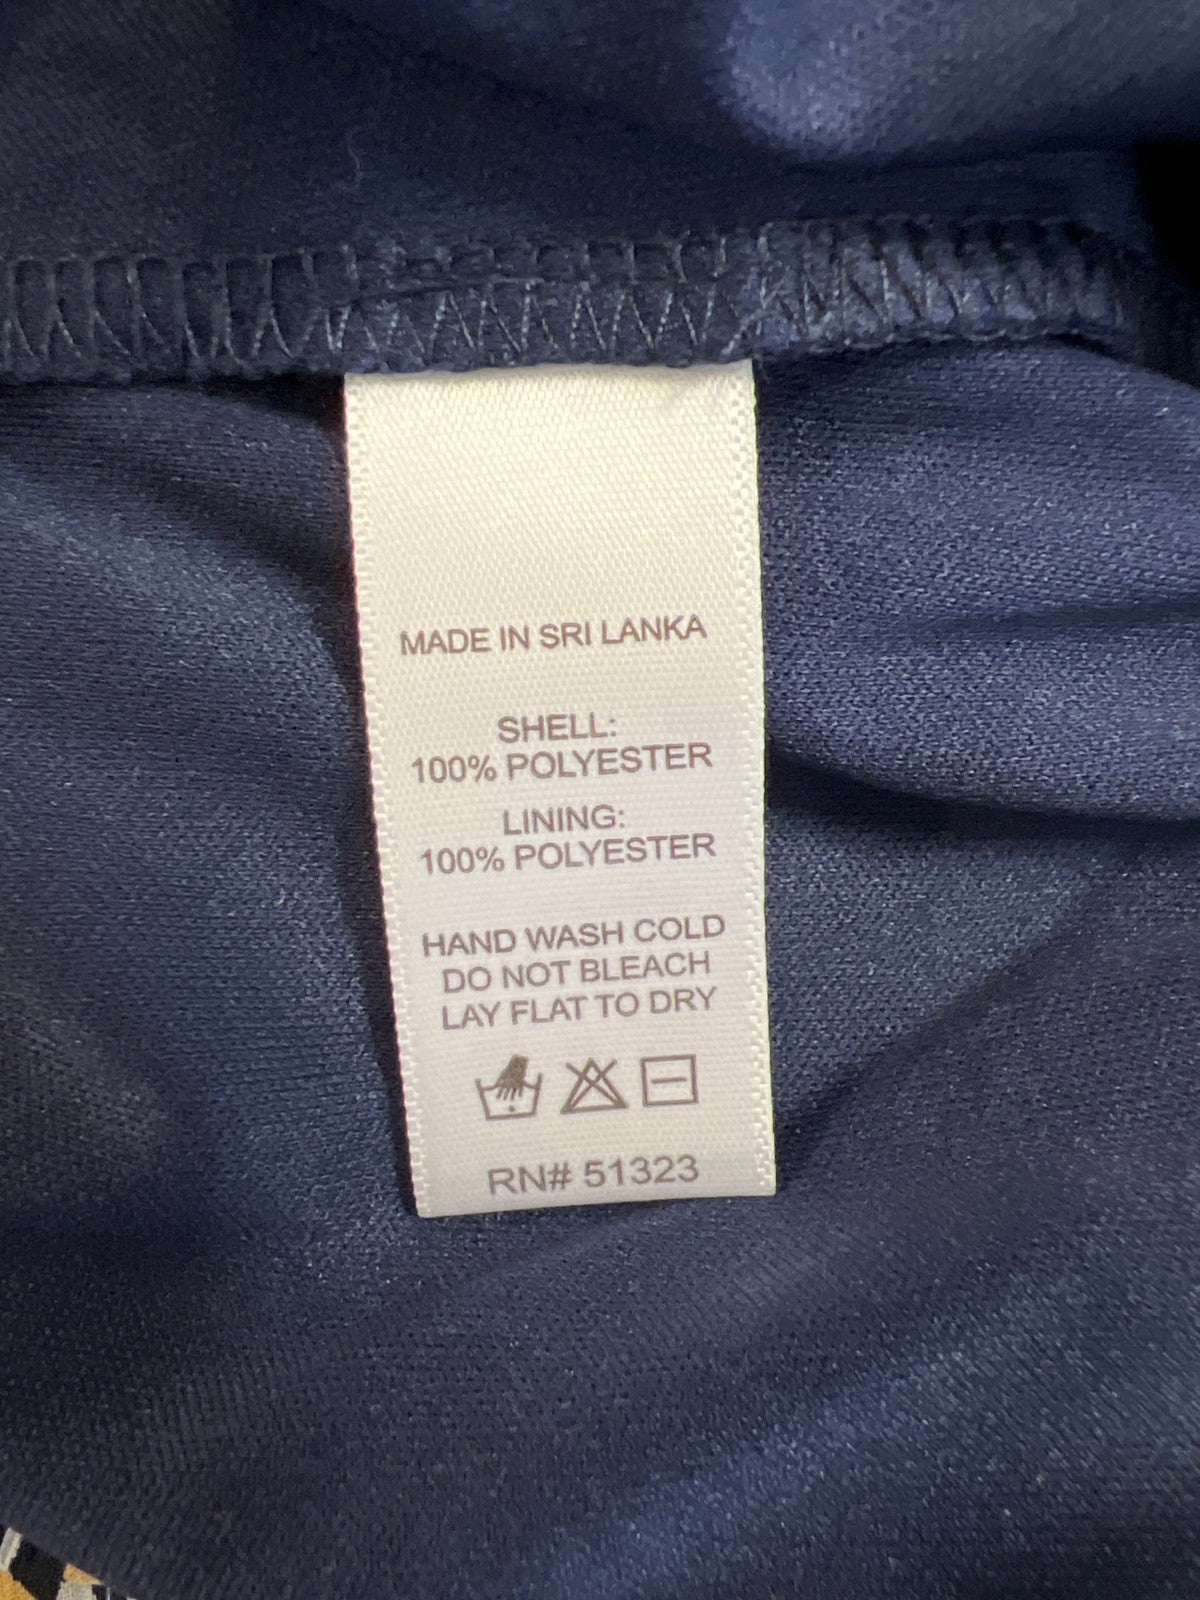 MADE IN SRI LANKA
SHELL:
100% POLYESTER
LINING:
100% POLYESTER
HAND WASH COLD
DO NOT BLEACH
LAY FLAT TO DRY
RN# 51323